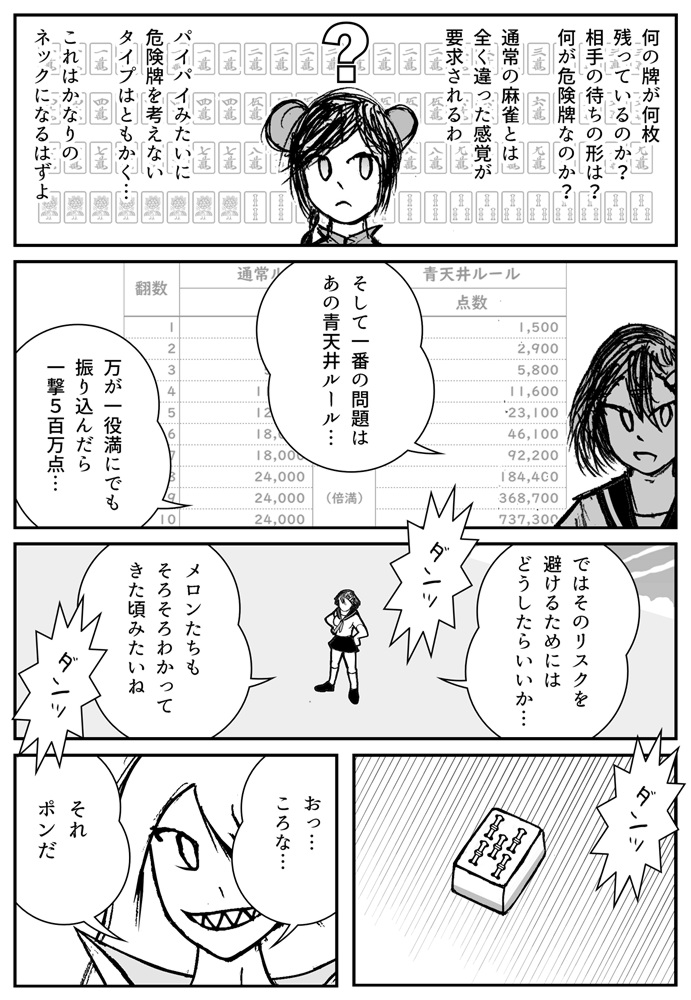 何の牌が何枚
残っているのか？
相手の待ちの形は？
何が危険牌なのか？
通常の麻雀とは
全く違った感覚が
要求されるわ
？
パイパイみたいに
危険牌を考えない
タイプはともかく…
これはかなりの
ネックになるはずよ
そして一番の問題は
あの青天井ルール…
万が一役満にでも
振り込んだら
一撃５百万点…
翻数
通常ル
青天井ルール
点数
1
1,500
2
2,900
3
5,800
4
11,600
5
23,100
6
18,0
46,100
7
18,000
92,200
24,000
184,400
9
24,000
(倍満)
368,700
10
24,000
737,300
ではそのリスクを
避けるためには
どうしたらいいか…
ダンッ
メロンたちも
そろそろわかって
きた頃みたいね
ダンッ
ダンッ
おっ…
ころな…
それ
ポンだ